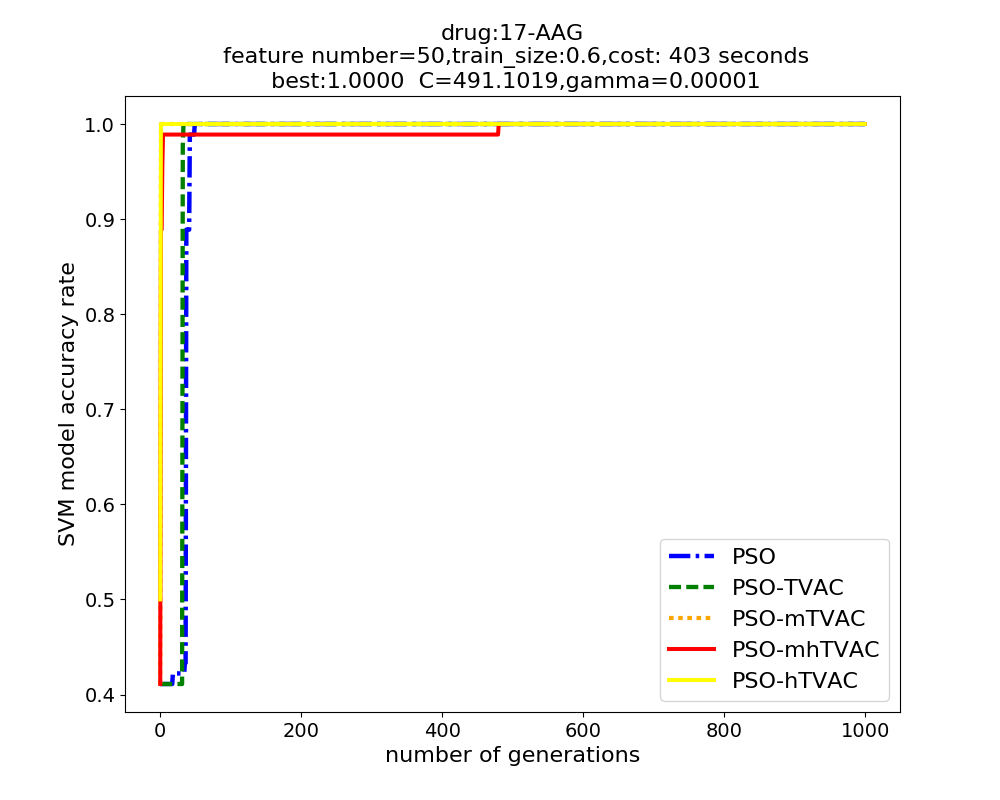 drug:17-AAG
feature number=50,train_size:0.6,cost: 403 seconds
best:1.0000  C=491.1019,gamma=0.00001
1.0
0.9
0.8
0.7
0.6
0.5
0.4
SVM model accuracy rate
PSO
PSO-TVAC
PSO-mTVAC
PSO-mhTVAC
PSO-hTVAC
0 200 400 600 800 1000
number of generations